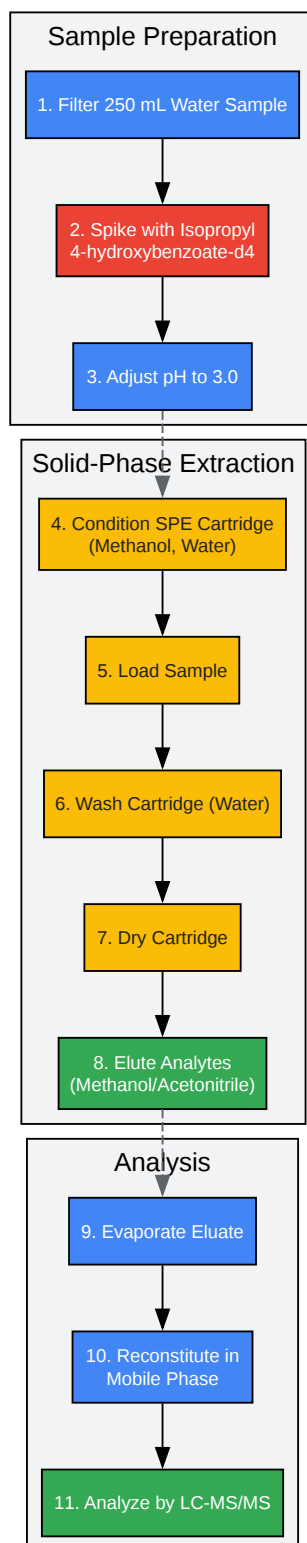 Sample Preparation
1. Filter 250 mL Water Sample
2. Spike with Isopropyl
4-hydroxybenzoate-d4
3. Adjust pH to 3.0
Solid-Phase Extraction
4. Condition SPE Cartridge
(Methanol, Water)
5. Load Sample
6. Wash Cartridge (Water)
7. Dry Cartridge
8. Elute Analytes
(Methanol/Acetonitrile)
Analysis
9. Evaporate Eluate
10. Reconstitute in
Mobile Phase
11. Analyze by LC-MS/MS